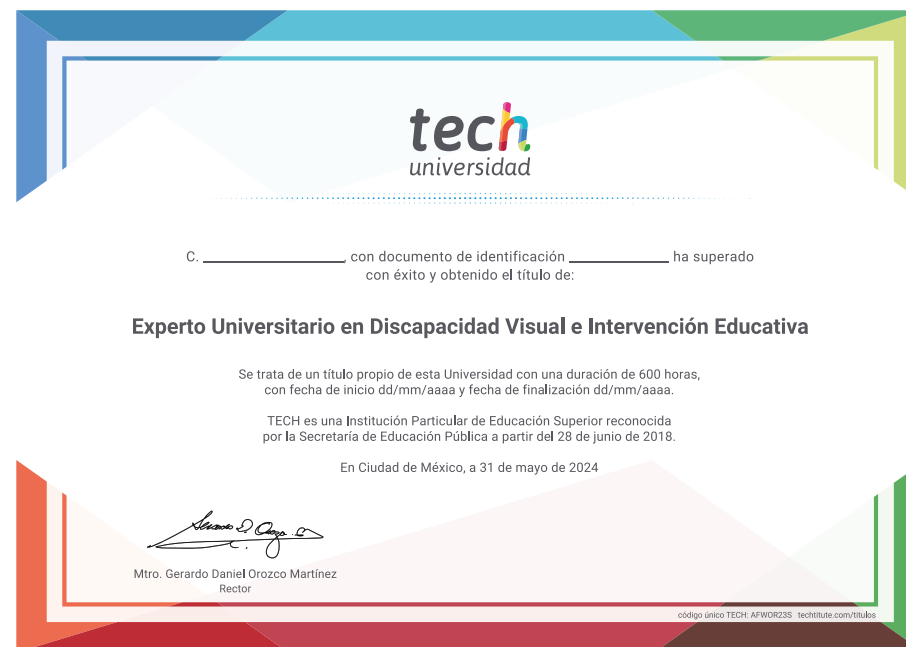 tech
universidad
C. ____________________, con documento de identificación ______________ ha superado
con éxito y obtenido el título de:
Experto Universitario en Discapacidad Visual e Intervención Educativa
Se trata de un título propio de esta Universidad con una duración de 600 horas,
con fecha de inicio dd/mm/aaaa y fecha de finalización dd/mm/aaaa.
TECH es una Institución Particular de Educación Superior reconocida
por la Secretaría de Educación Pública a partir del 28 de junio de 2018.
En Ciudad de México, a 31 de mayo de 2024
Mtro. Gerardo Daniel Orozco Martínez
Rector
código único TECH: AFWOR23S techtitute.com/titulos